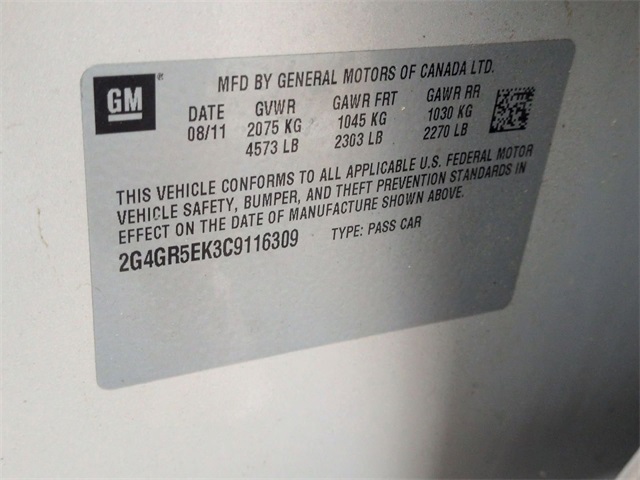 GM
MFD BY GENERAL MOTORS OF CANADA LTD.
DATE GVWR GAWR FRT GAWR RR
08/11 2075 KG 1045 KG 1030 KG
4573 LB 2303 LB 2270 LB
THIS VEHICLE CONFORMS TO ALL APPLICABLE U.S. FEDERAL MOTOR
VEHICLE SAFETY, BUMPER, AND THEFT PREVENTION STANDARDS IN
EFFECT ON THE DATE OF MANUFACTURE SHOWN ABOVE.
2G4GR5EK3C9116309 TYPE: PASS CAR